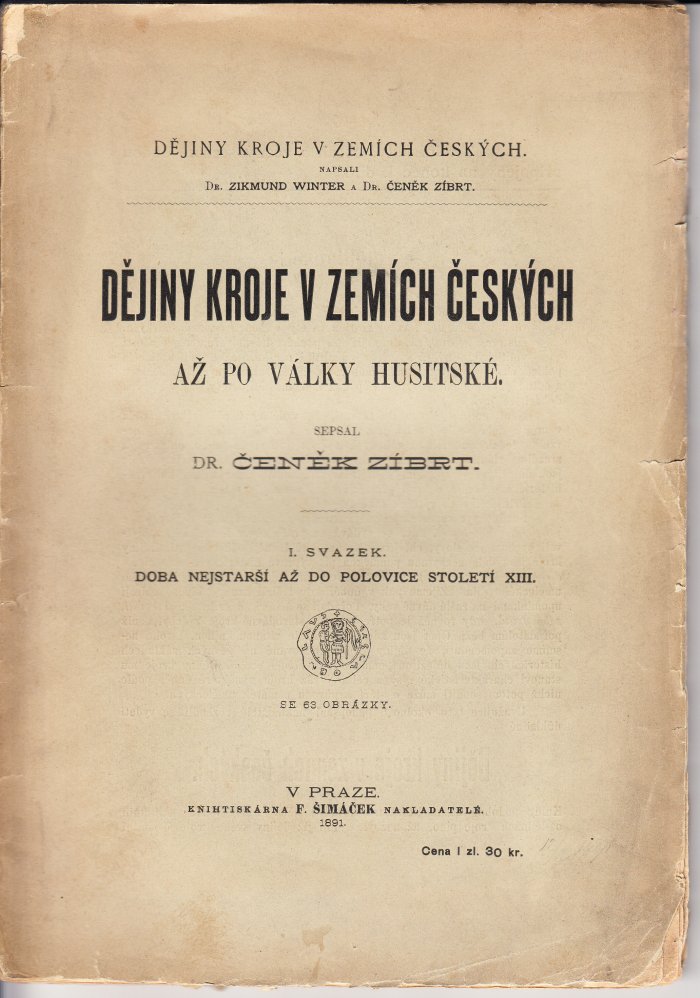 DĚJINY KROJE V ZEMÍCH ČESKÝCH.
NAPSALI
DR. ZIKMUND WINTER A DR. ČENĚK ZÍBRT.
DĚJINY KROJE V ZEMÍCH ČESKÝCH
AŽ PO VÁLKY HUSITSKÉ.
SEPSAL
DR. ČENĚK ZÍBRT.
I. SVAZEK.
DOBA NEJSTARŠÍ AŽ DO POLOVICE STOLETÍ XIII.
SE 63 OBRÁZKY.
V PRAZE.
KNIHTISKÁRNA F. ŠIMÁČEK NAKLADATELÉ.
1891.
Cena 1 zl. 30 kr.